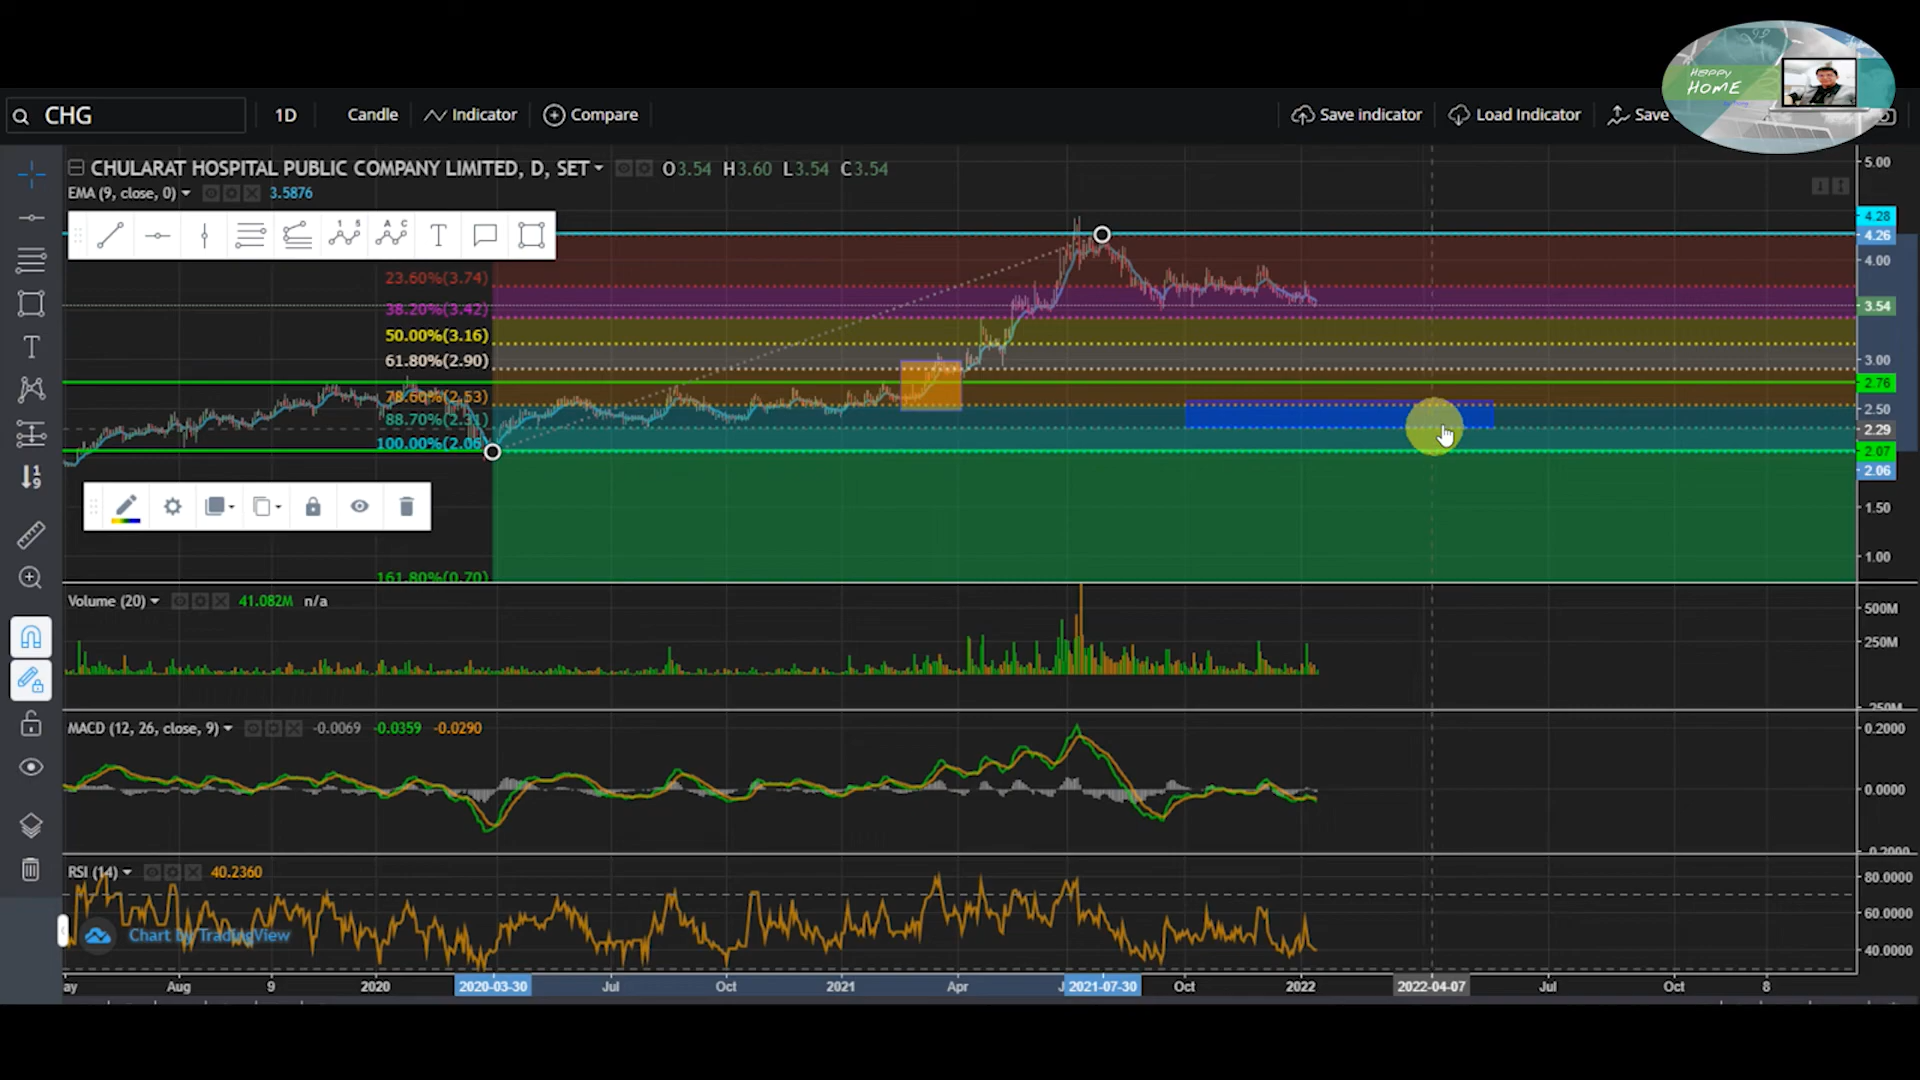 Happy
HOME
CHG
1D
Candle
Indicator
Compare
Save indicator
Load Indicator
Save
CHULARAT HOSPITAL PUBLIC COMPANY LIMITED, D, SET
O3.54 H3.60 L3.54 C3.54
EMA (9, close, 0)
3.5876
23.60%(3.74)
38.20%(3.42)
50.00%(3.16)
61.80%(2.90)
78.60%(2.53)
88.70%(2.31)
100.00%(2.06)
161.80%(0.70)
5.00
4.28
4.26
4.00
3.54
3.00
2.76
2.50
2.29
2.07
2.06
1.50
1.00
Volume (20)
41.082M n/a
500M
250M
-250M
MACD (12, 26, close, 9)
-0.0069 -0.0359 -0.0290
0.2000
0.0000
-0.2000
RSI (14)
40.2360
80.0000
60.0000
40.0000
Chart by TradingView
ay Aug 9 2020 2020-03-30 Jul Oct 2021 Apr J 2021-07-30 Oct 2022 2022-04-07 Jul Oct 8